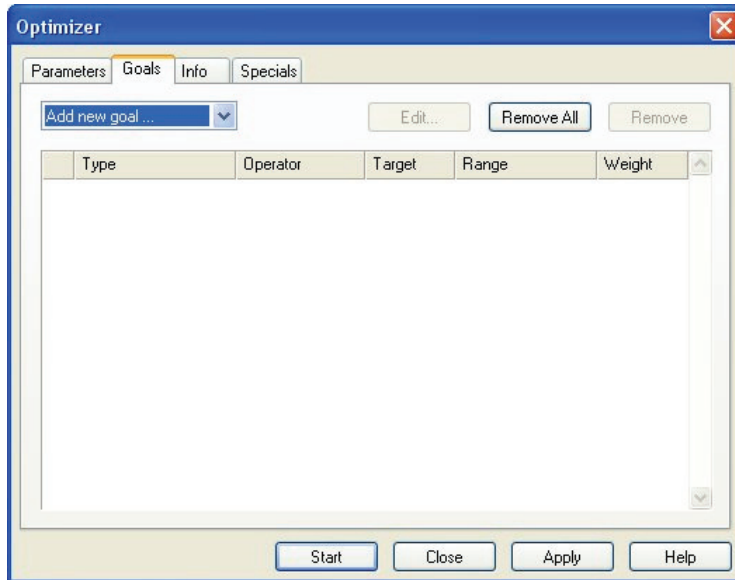 Optimizer
Parameters Goals Info Specials
Add new goal ... Edit... Remove All Remove
Type Operator Target Range Weight
Start Close Apply Help